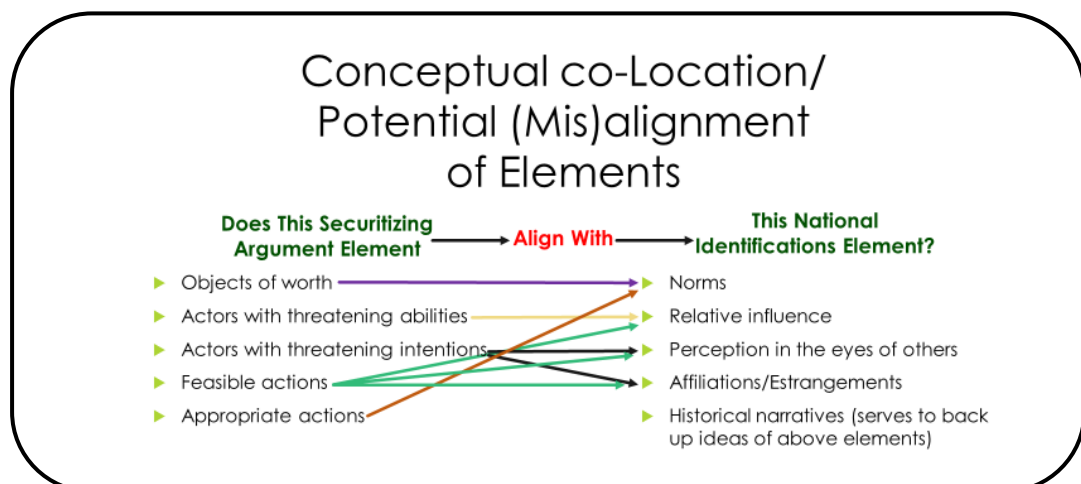 Conceptual co-Location/
Potential (Mis)alignment
of Elements
Does This Securitizing
Argument Element
Align With
This National
Identifications Element?
Objects of worth
Actors with threatening abilities
Actors with threatening intentions
Feasible actions
Appropriate actions
Norms
Relative influence
Perception in the eyes of others
Affiliations/Estrangements
Historical narratives (serves to back
up ideas of above elements)